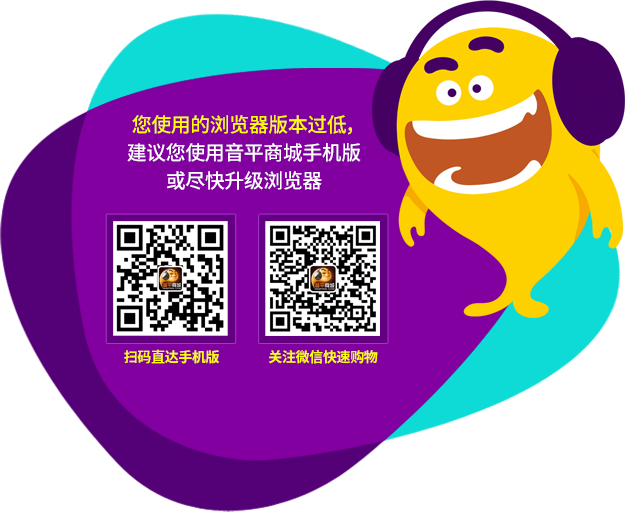 您使用的浏览器版本过低,
建议您使用音平商城手机版
或尽快升级浏览器
扫码直达手机版
关注微信快速购物